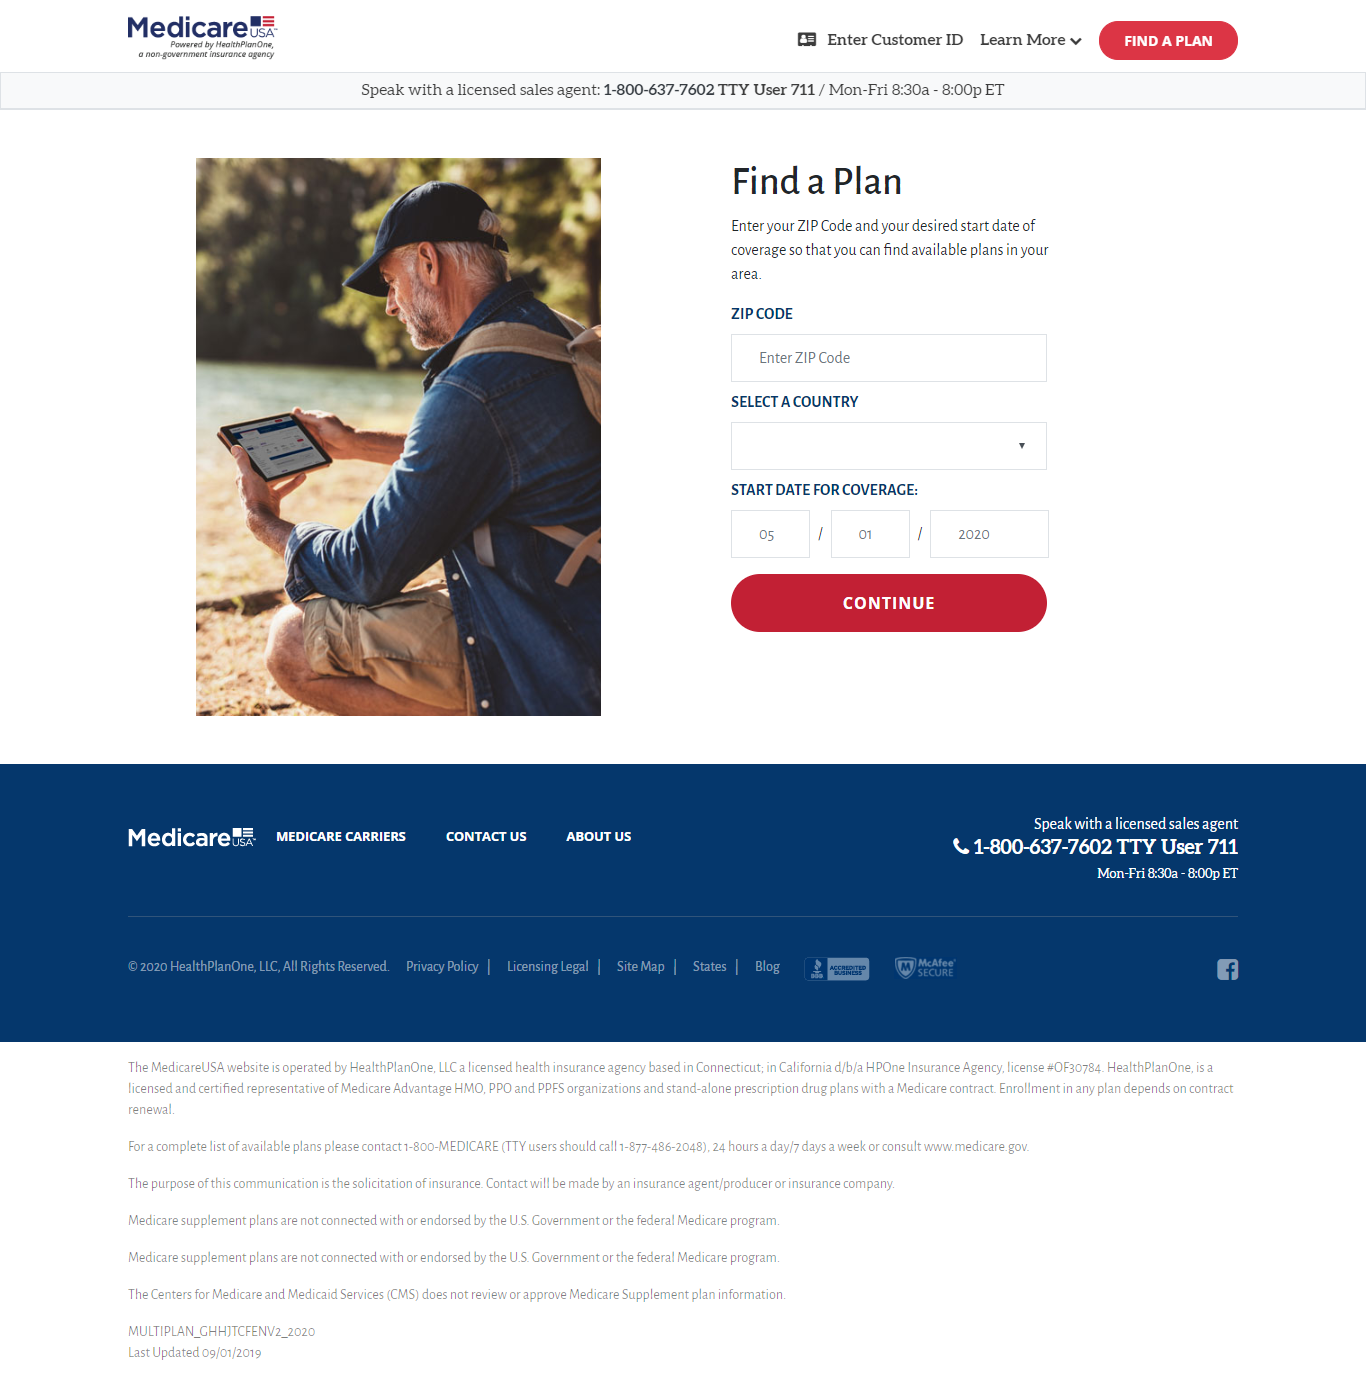 Medicare USA
Powered by HealthPlanOne,
a non-government insurance agency
Enter Customer ID
Learn More
FIND A PLAN
Speak with a licensed sales agent: 1-800-637-7602 TTY User 711 / Mon-Fri 8:30a - 8:00p ET
Find a Plan
Enter your ZIP Code and your desired start date of
coverage so that you can find available plans in your
area.
ZIP CODE
Enter ZIP Code
SELECT A COUNTRY
START DATE FOR COVERAGE:
05 / 01 / 2020
CONTINUE
Medicare USA
MEDICARE CARRIERS
CONTACT US
ABOUT US
Speak with a licensed sales agent
1-800-637-7602 TTY User 711
Mon-Fri 8:30a - 8:00p ET
© 2020 HealthPlanOne, LLC, All Rights Reserved. Privacy Policy | Licensing Legal | Site Map | States | Blog
BBB ACCREDITED BUSINESS
McAfee SECURE
The MedicareUSA website is operated by HealthPlanOne, LLC a licensed health insurance agency based in Connecticut; in California d/b/a HPOne Insurance Agency, license #OF30784. HealthPlanOne, is a
licensed and certified representative of Medicare Advantage HMO, PPO and PPFS organizations and stand-alone prescription drug plans with a Medicare contract. Enrollment in any plan depends on contract
renewal.
For a complete list of available plans please contact 1-800-MEDICARE (TTY users should call 1-877-486-2048), 24 hours a day/7 days a week or consult www.medicare.gov.
The purpose of this communication is the solicitation of insurance. Contact will be made by an insurance agent/producer or insurance company.
Medicare supplement plans are not connected with or endorsed by the U.S. Government or the federal Medicare program.
Medicare supplement plans are not connected with or endorsed by the U.S. Government or the federal Medicare program.
The Centers for Medicare and Medicaid Services (CMS) does not review or approve Medicare Supplement plan information.
MULTIPLAN_GHHJTCFENV2_2020
Last Updated 09/01/2019